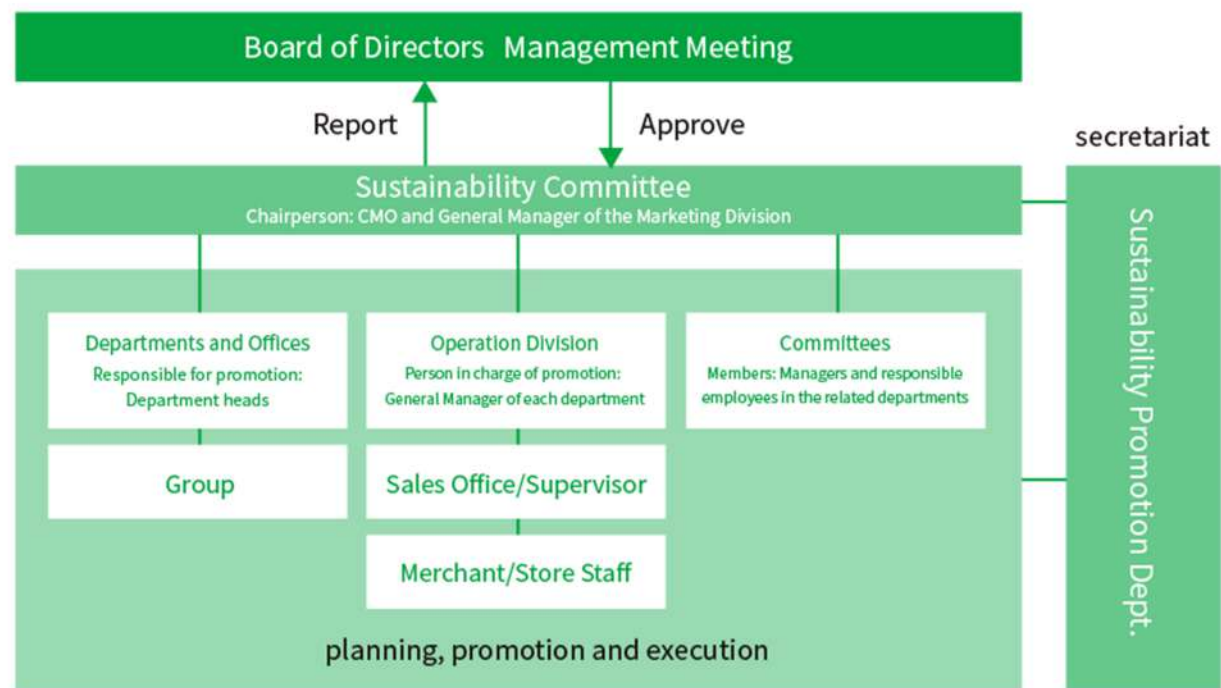 Board of Directors Management Meeting
Report
Approve
secretariat
Sustainability Committee
Chairperson: CMO and General Manager of the Marketing Division
Sustainability Promotion Dept.
Departments and Offices
Responsible for promotion:
Department heads
Operation Division
Person in charge of promotion:
General Manager of each department
Committees
Members: Managers and responsible
employees in the related departments
Group
Sales Office/Supervisor
Merchant/Store Staff
planning, promotion and execution